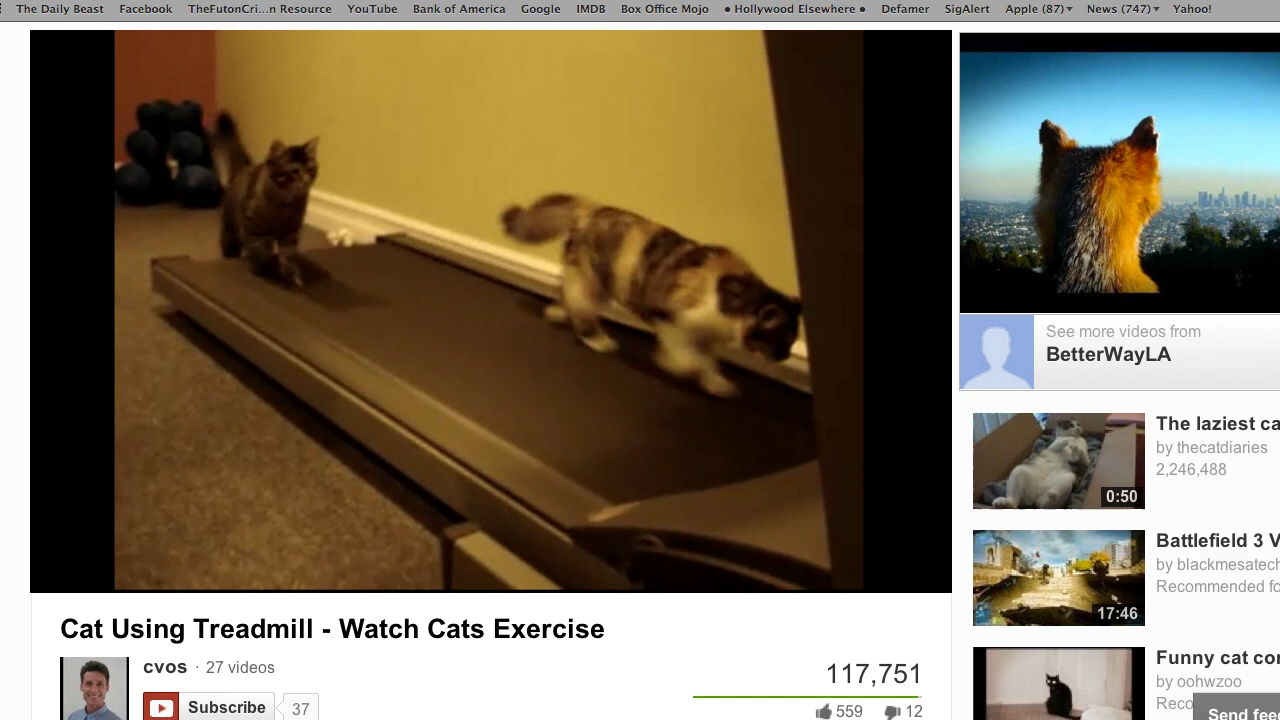 The Daily Beast Facebook TheFutonCri...n Resource YouTube Bank of America Google IMDB Box Office Mojo • Hollywood Elsewhere • Defamer SigAlert Apple (87) News (747) Yahoo!
See more videos from
BetterWayLA
The laziest ca
by thecatdiaries
2,246,488
0:50
Battlefield 3 V
by blackmesatech
Recommended fo
17:46
Funny cat co
by oohwzoo
Reco
Send fee
Cat Using Treadmill - Watch Cats Exercise
cvos · 27 videos
Subscribe 37
117,751
559 12